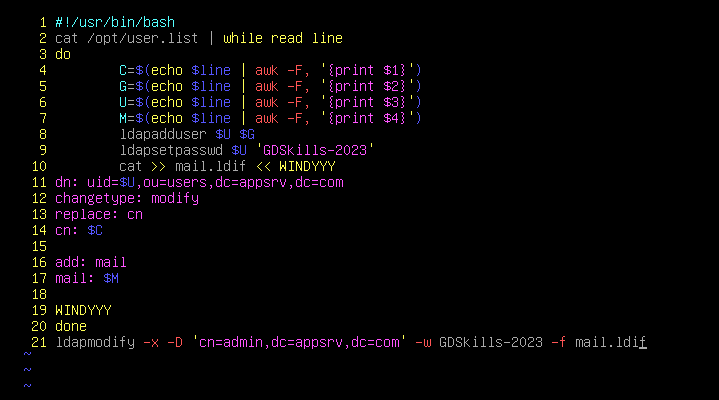 1 #!/usr/bin/bash
2 cat /opt/user.list | while read line
3 do
4         C=$(echo $line | awk -F, '{print $1}')
5         G=$(echo $line | awk -F, '{print $2}')
6         U=$(echo $line | awk -F, '{print $3}')
7         M=$(echo $line | awk -F, '{print $4}')
8         ldapadduser $U $G
9         ldapsetpasswd $U 'GDSkills-2023'
10         cat >> mail.ldif << WINDYYY
11 dn: uid=$U,ou=users,dc=appsrv,dc=com
12 changetype: modify
13 replace: cn
14 cn: $C
15
16 add: mail
17 mail: $M
18
19 WINDYYY
20 done
21 ldapmodify -x -D 'cn=admin,dc=appsrv,dc=com' -w GDSkills-2023 -f mail.ldif
~
~
~